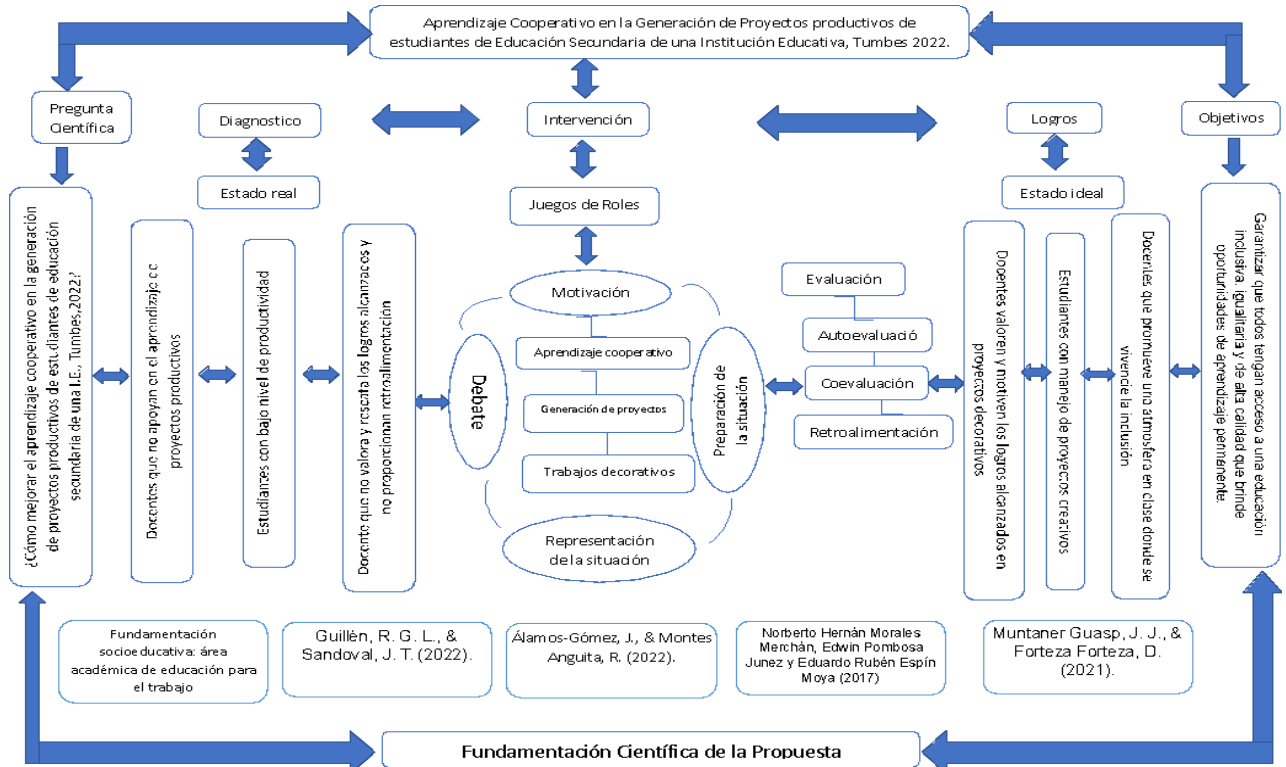 Aprendizaje Cooperativo en la Generación de Proyectos productivos de
estudiantes de Educación Secundaria de una Institución Educativa, Tumbes 2022.
Pregunta
Científica
Diagnostico
Intervención
Logros
Objetivos
Estado real
Juegos de Roles
Estado ideal
¿Cómo mejorar el aprendizaje cooperativo en la generación
de proyectos productivos de estudiantes de educación
secundaria de una I.E., Tumbes,2022?
Docentes que no apoyan en el aprendizaje
proyectos productivos
Estudiantes con bajo nivel de productividad
Docente que no valora y resalta los logros alcanzaces y
no proporcionan retroalimentación
Debate
Motivación
Aprendizaje cooperativo
Generación de proyectos
Trabajos decorativos
Representación
de la situación
Preparación de
la situación
Evaluación
Autoevaluació
Coevaluación
Retroalimentación
Docentes valoren y motiven los logros alcanzados en
proyectos decorativos
Estudiantes con manejo de proyectos creativos
Docentes que promueve una atmosfera en clase donde se
vivencie la inclusión
Garantizar que todos tengan acceso a una educación
inclusiva, igualitaria y de alta calidad que brinde
oportunidades de aprendizaje permanente.
Fundamentación
socioeducativa: área
académica de educación para
el trabajo
Guillén, R. G. L., &
Sandoval, J. T. (2022).
Álamos-Gómez, J., & Montes
Anguita, R. (2022).
Norberto Hernán Morales
Merchán, Edwin Pombosa
Junez y Eduardo Rubén Espín
Moya (2017)
Muntaner Guasp, J. J., &
Forteza Forteza, D.
(2021).
Fundamentación Científica de la Propuesta